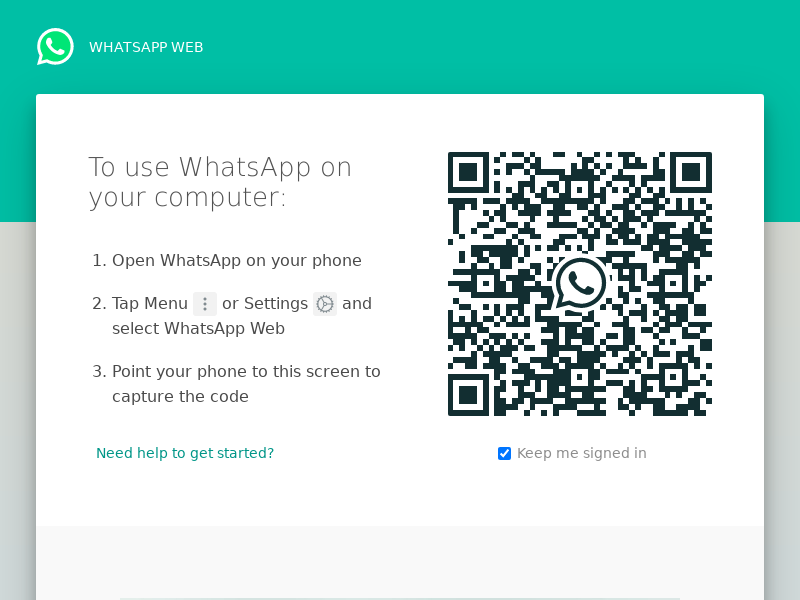 WHATSAPP WEB
To use WhatsApp on
your computer:
1. Open WhatsApp on your phone
2. Tap Menu or Settings and
select WhatsApp Web
3. Point your phone to this screen to
capture the code
Need help to get started?
Keep me signed in